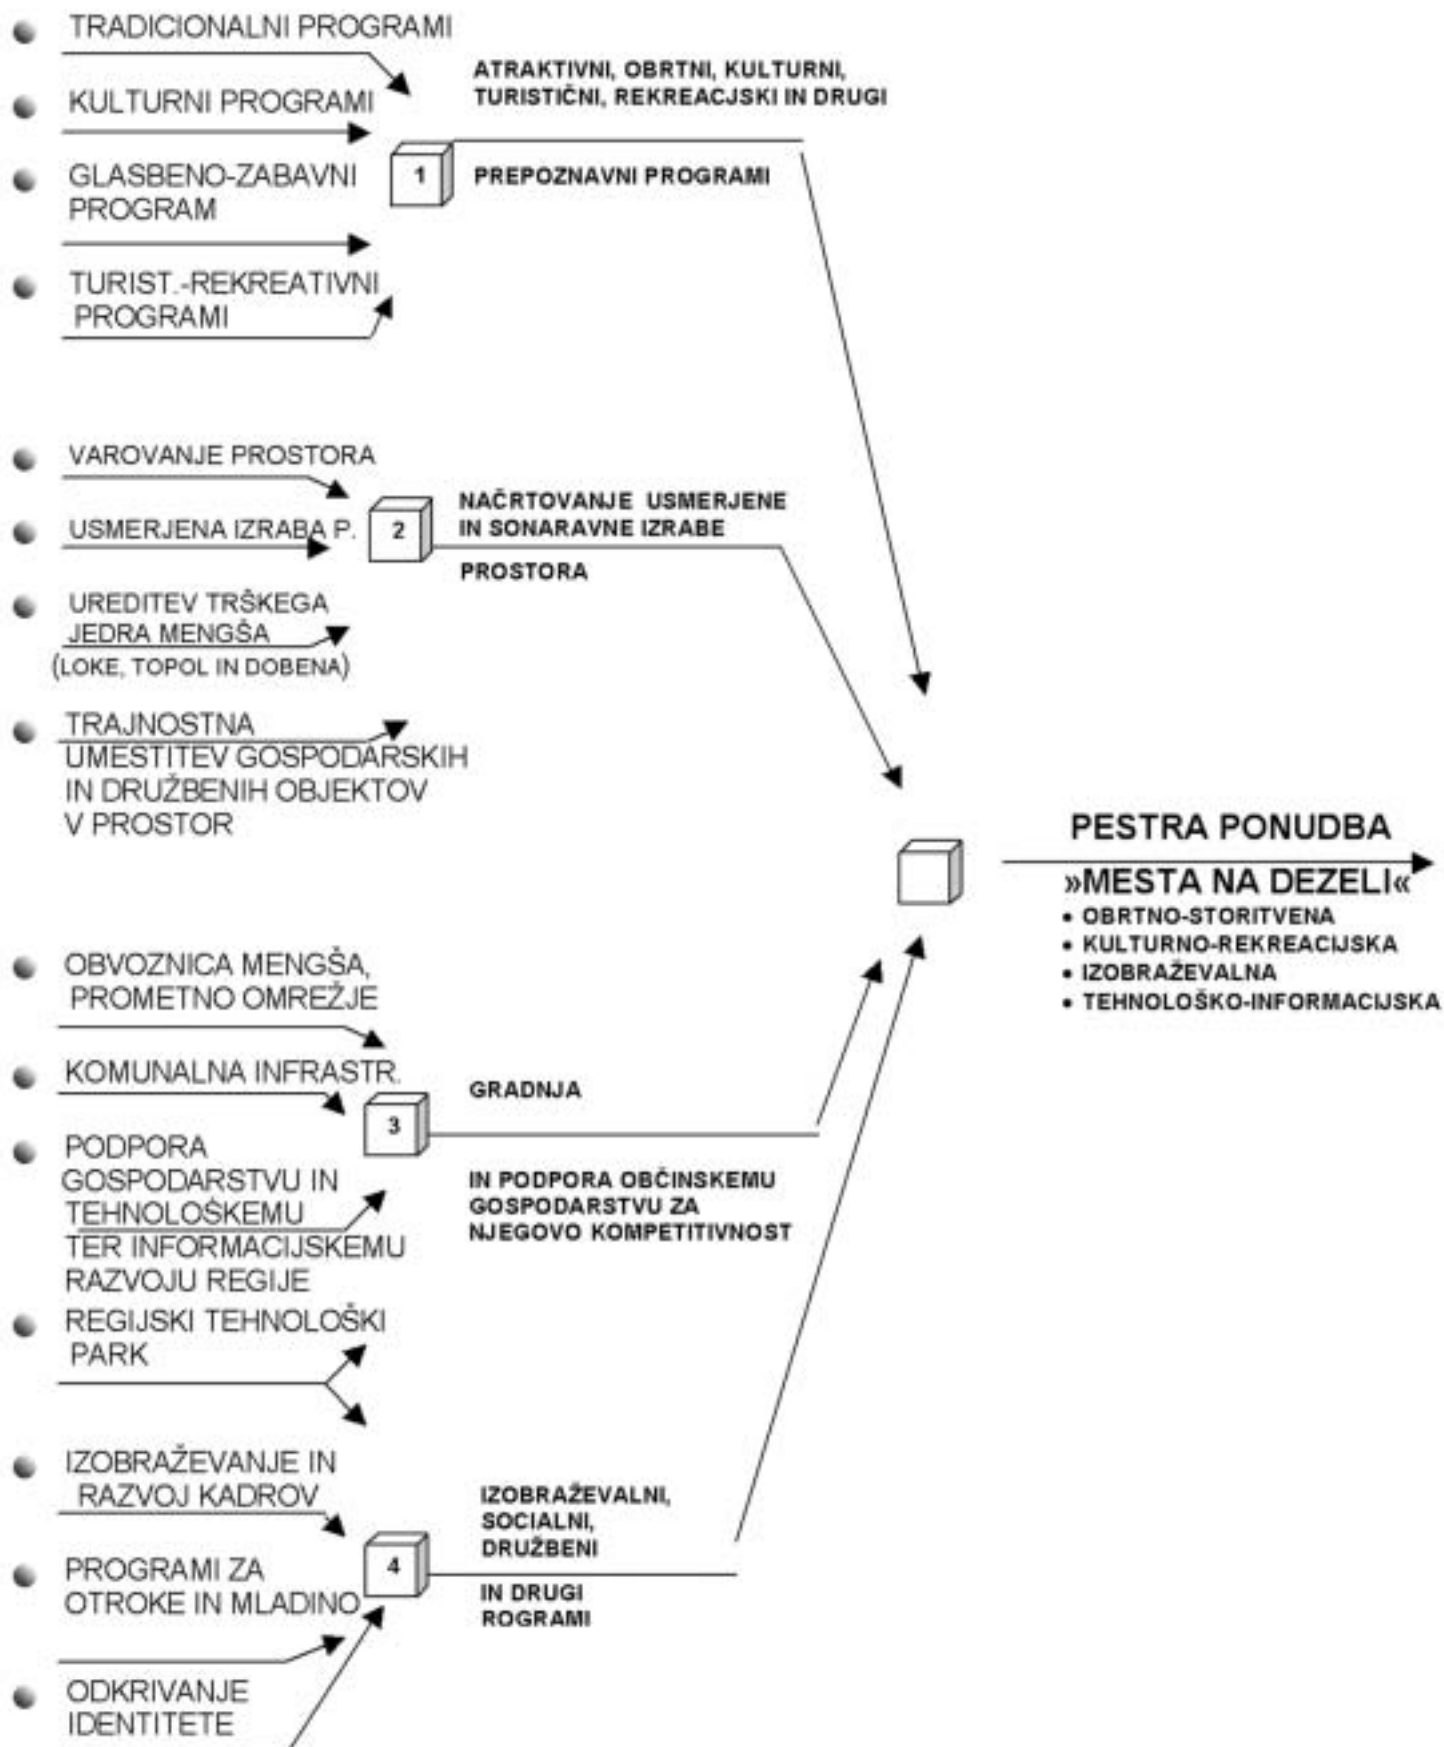 TRADICIONALNI PROGRAMI
KULTURNI PROGRAMI
GLASBENO-ZABAVNI
PROGRAM
TURIST.-REKREATIVNI
PROGRAMI
1
ATRAKTIVNI, OBRTNI, KULTURNI,
TURISTIČNI, REKREACJSKI IN DRUGI
PREPOZNAVNI PROGRAMI
VAROVANJE PROSTORA
USMERJENA IZRABA P.
UREDITEV TRŠKEGA
JEDRA MENGŠA
(LOKE, TOPOL IN DOBENA)
TRAJNOSTNA
UMESTITEV GOSPODARSKIH
IN DRUŽBENIH OBJEKTOV
V PROSTOR
2
NAČRTOVANJE USMERJENE
IN SONARAVNE IZRABE
PROSTORA
OBVOZNICA MENGŠA,
PROMETNO OMREŽJE
KOMUNALNA INFRASTR.
PODPORA
GOSPODARSTVU IN
TEHNOLOŠKEMU
TER INFORMACIJSKEMU
RAZVOJU REGIJE
REGIJSKI TEHNOLOŠKI
PARK
3
GRADNJA
IN PODPORA OBČINSKEMU
GOSPODARSTVU ZA
NJEGOVO KOMPETITIVNOST
IZOBRAŽEVANJE IN
RAZVOJ KADROV
PROGRAMI ZA
OTROKE IN MLADINO
ODKRIVANJE
IDENTITETE
4
IZOBRAŽEVALNI,
SOCIALNI,
DRUŽBENI
IN DRUGI
ROGRAMI
PESTRA PONUDBA
»MESTA NA DEZELI«
• OBRTNO-STORITVENA
• KULTURNO-REKREACIJSKA
• IZOBRAŽEVALNA
• TEHNOLOŠKO-INFORMACIJSKA